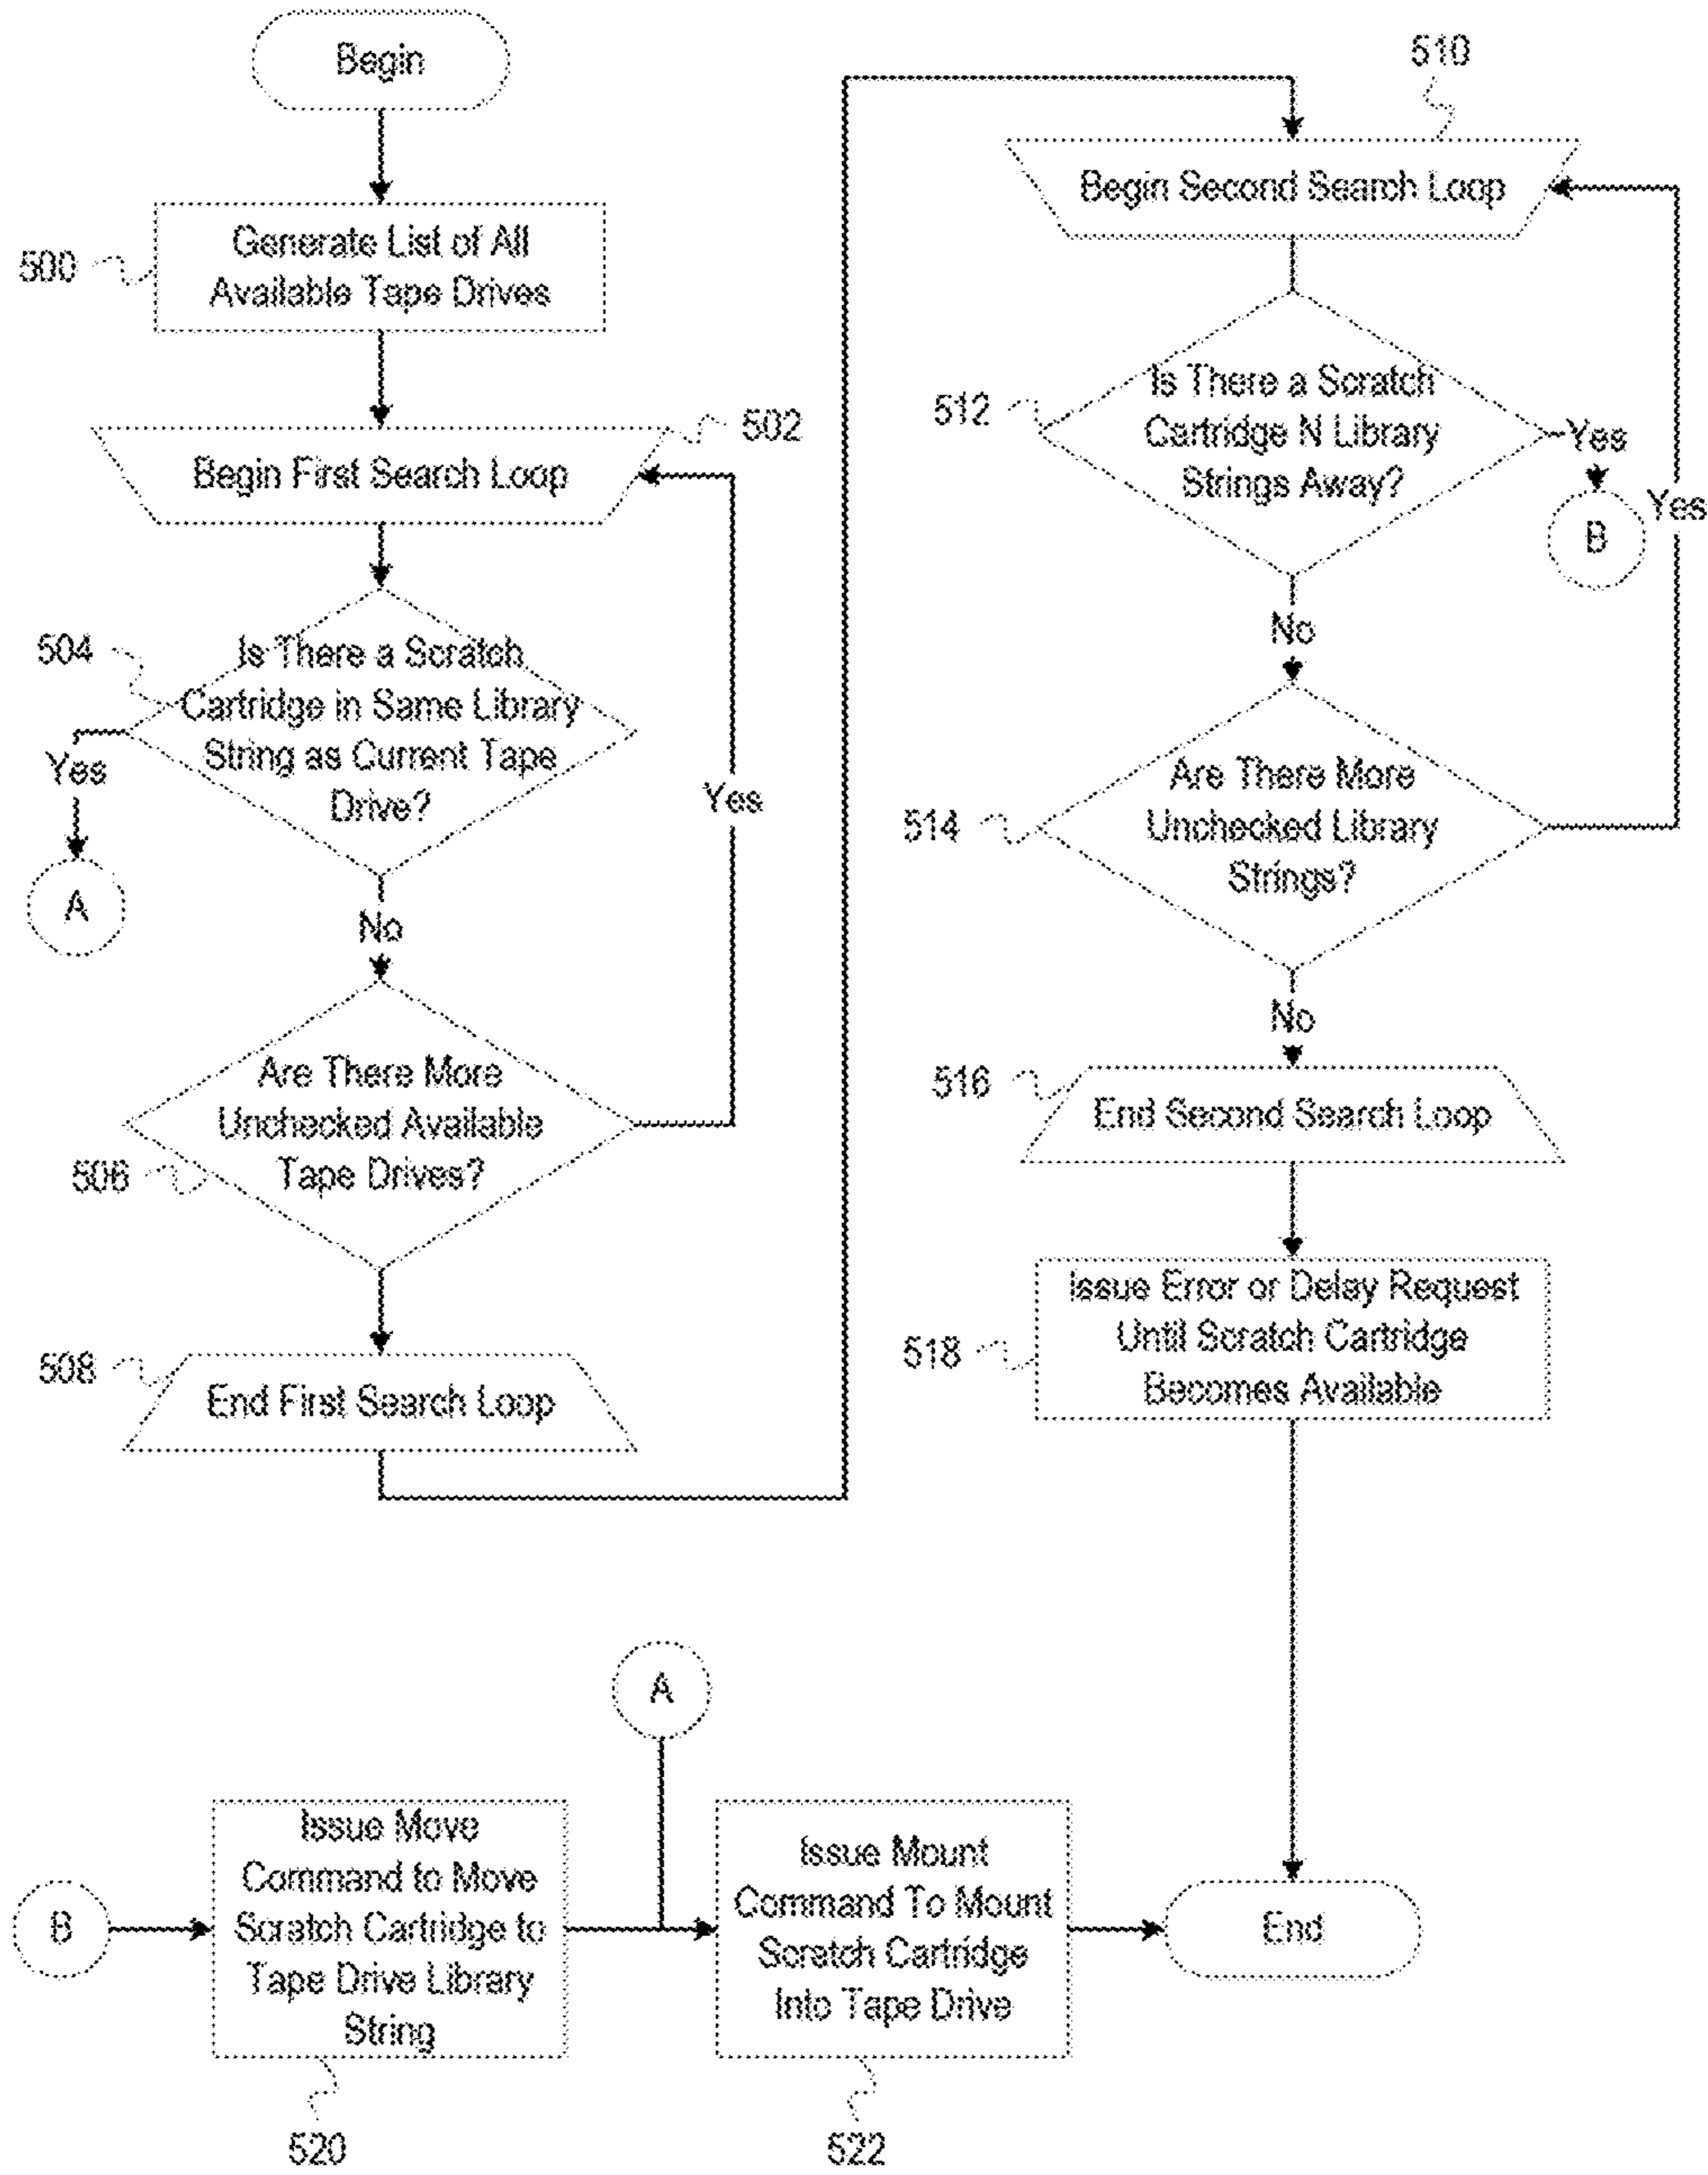 Begin
500
Generate List of All
Available Tape Drives
502
Begin First Search Loop
504
Is There a Scratch
Cartridge in Same Library
String as Current Tape
Drive?
Yes
A
No
Yes
Are There More
Unchecked Available
Tape Drives?
506
508
End First Search Loop
510
Begin Second Search Loop
512
Is There a Scratch
Cartridge N Library
Strings Away?
Yes
B
Yes
No
514
Are There More
Unchecked Library
Strings?
No
516
End Second Search Loop
518
Issue Error or Delay Request
Until Scratch Cartridge
Becomes Available
A
B
Issue Move
Command to Move
Scratch Cartridge to
Tape Drive Library
String
520
Issue Mount
Command To Mount
Scratch Cartridge
Into Tape Drive
522
End